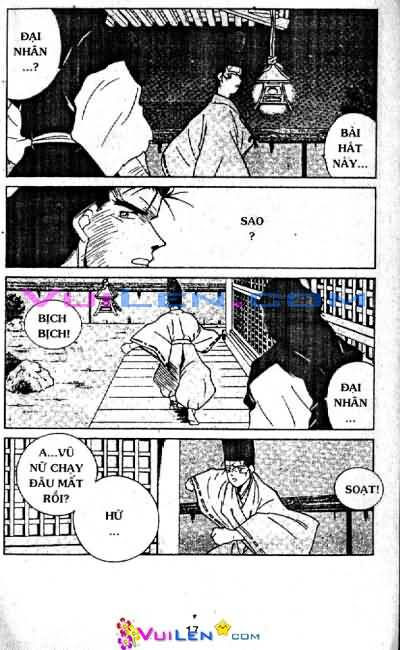 ĐẠI
NHÂN
...?
BÀI
HÁT
NÀY...
SAO
?
VUILEN.COM
BỊCH
BỊCH!
ĐẠI
NHÂN
...
A...VŨ
NỮ CHẠY
ĐÂU MẤT
RỒI?
HỬ
...
SOẠT!
17
VUILEN.COM